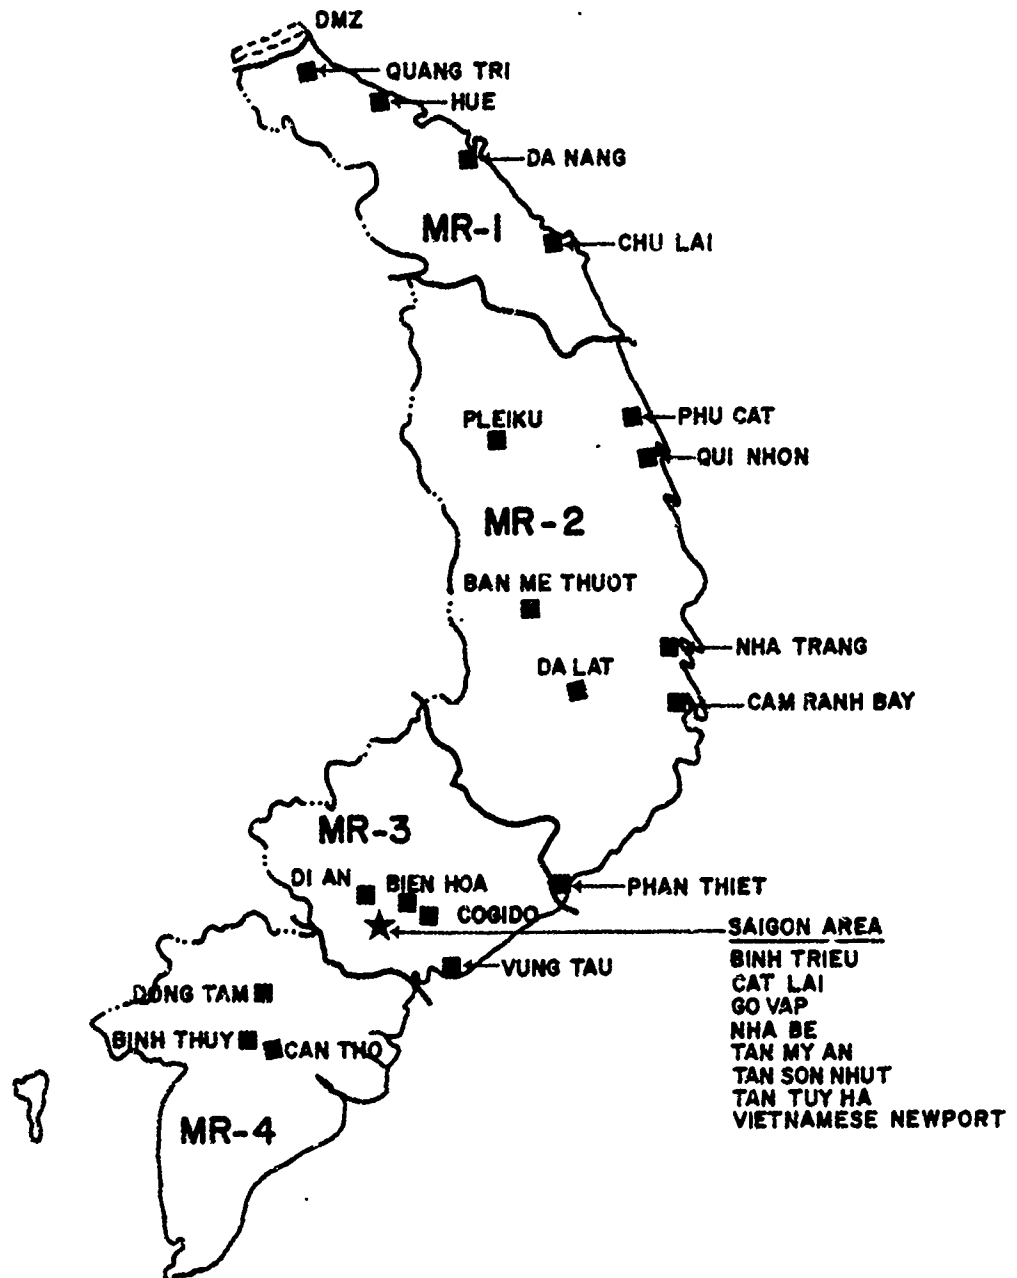 DMZ
QUANG TRI
HUE
DA NANG
MR-1
CHU LAI
PLEIKU
PHU CAT
QUI NHON
MR-2
BAN ME THUOT
NHA TRANG
DA LAT
CAM RANH BAY
MR-3
DI AN
BIEN HOA
PHAN THIET
COGIDO
SAIGON AREA
BINH TRIEU
VUNG TAU
CAT LAI
DONG TAM
GO VAP
NHA BE
BINH THUY
CAN THO
TAN MY AN
TAN SON NHUT
TAN TUY HA
VIETNAMESE NEWPORT
MR-4